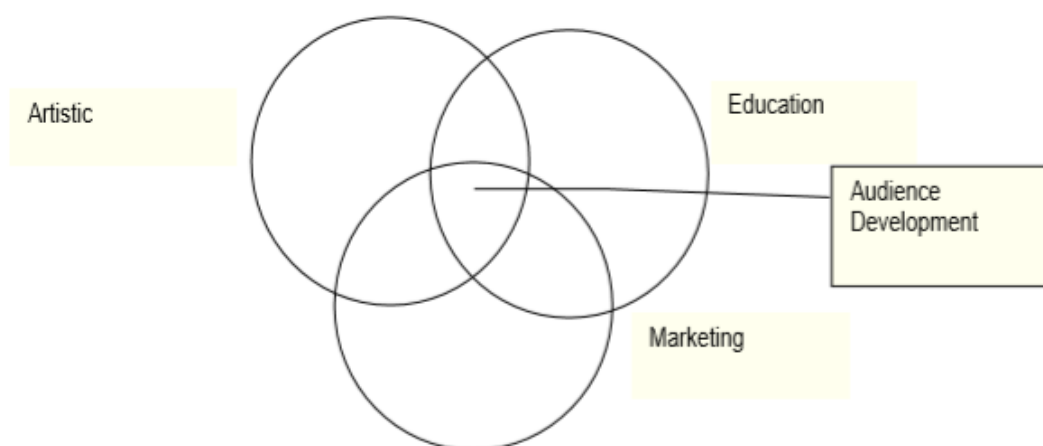 Artistic
Education
Audience
Development
Marketing